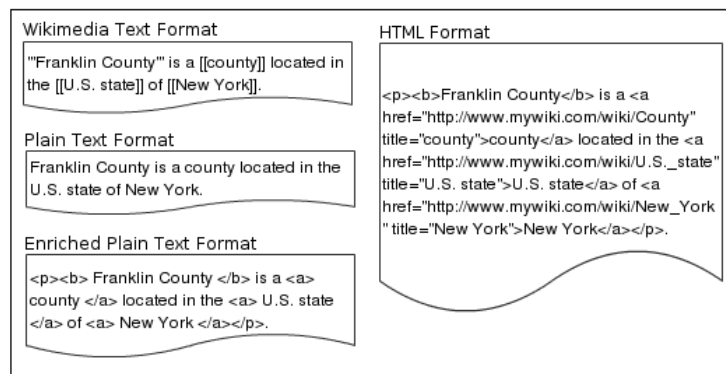 Wikimedia Text Format
'''Franklin County''' is a [[county]] located in
the [[U.S. state]] of [[New York]].
Plain Text Format
Franklin County is a county located in the
U.S. state of New York.
Enriched Plain Text Format
<p><b> Franklin County </b> is a <a>
county </a> located in the <a> U.S. state
</a> of <a> New York </a></p>.
HTML Format
<p><b>Franklin County</b> is a <a
href="http://www.mywiki.com/wiki/County"
title="county">county</a> located in the <a
href="http://www.mywiki.com/wiki/U.S._state"
title="U.S. state">U.S. state</a> of <a
href="http://www.mywiki.com/wiki/New_York
" title="New York">New York</a></p>.